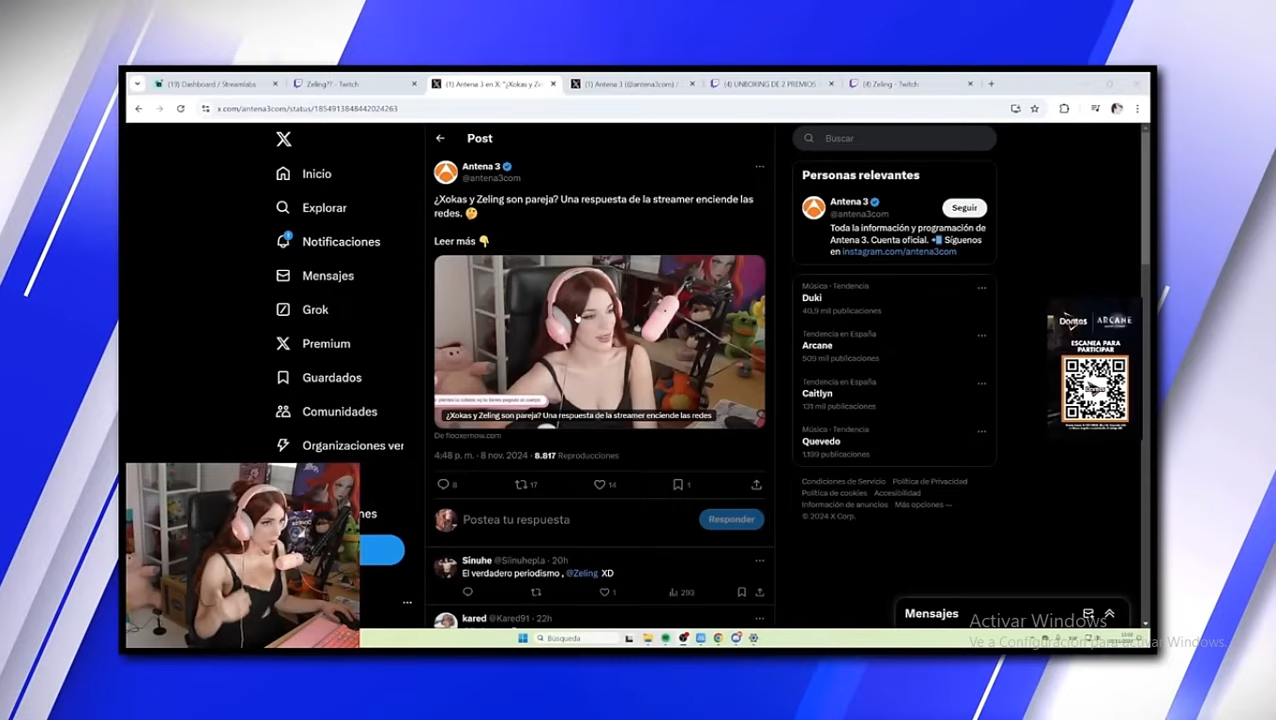 (19) Dashboard / Streamlabs
Zeling?? - Twitch
(1) Antena 3 en X: "¿Xokas y Ze
(1) Antena 3 (@antena3com) /
(4) UNBOXING DE 2 PREMIOS
(4) Zeling - Twitch
x.com/antena3com/status/1854913848442024263
Inicio
Explorar
Notificaciones
Mensajes
Grok
Premium
Guardados
Comunidades
Organizaciones ver
nes
Post
Antena 3
@antena3com
¿Xokas y Zeling son pareja? Una respuesta de la streamer enciende las
redes. 🤔
Leer más 👇
¿Xokas y Zeling son pareja? Una respuesta de la streamer enciende las redes
4:48 p. m. · 8 nov. 2024 · 8.817 Reproducciones
8 17 14 1
Postea tu respuesta
Responder
Sinuhe @Siinuhepla · 20h
El verdadero periodismo , @Zeling XD
1 293
kared @Kared91 · 22h
Buscar
Personas relevantes
Antena 3
@antena3com
Seguir
Toda la información y programación de
Antena 3. Cuenta oficial. 📲 Síguenos
en instagram.com/antena3com
Música · Tendencia
Duki
40,9 mil publicaciones
Tendencia en España
Arcane
509 mil publicaciones
Tendencia en España
Caitlyn
131 mil publicaciones
Música · Tendencia
Quevedo
1.199 publicaciones
Condiciones de Servicio Política de Privacidad
Política de cookies Accesibilidad
Información de anuncios Más opciones ···
© 2024 X Corp.
Doritos ARCANE
ESCANEA PARA
PARTICIPAR
Mensajes
Activar Windows
Ve a Configuración para activar Windows.
Búsqueda